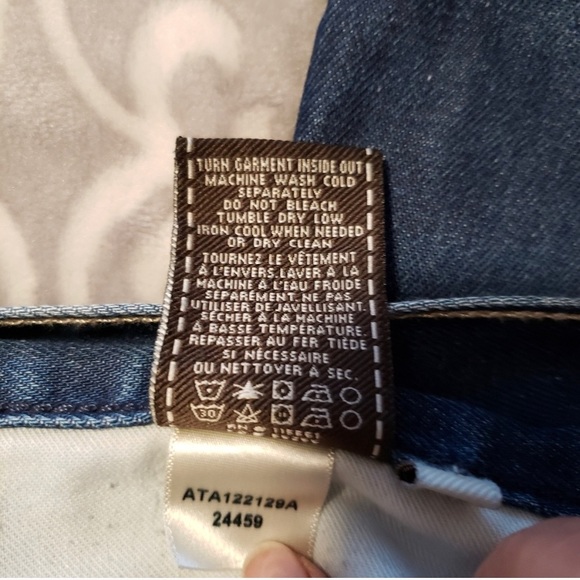 TURN GARMENT INSIDE OUT
MACHINE WASH COLD
SEPARATELY
DO NOT BLEACH
TUMBLE DRY LOW
IRON COOL WHEN NEEDED
OR DRY CLEAN
TOURNEZ LE VÊTEMENT
À L'ENVERS.LAVER À LA
MACHINE À L'EAU FROIDE
SÉPARÉMENT. NE PAS
UTILISER DE JAVELLISANT.
SÉCHER À LA MACHINE
À BASSE TEMPÉRATURE
REPASSER AU FER TIÈDE
SI NÉCESSAIRE
OU NETTOYER À SEC.
30
ATA122129A
24459